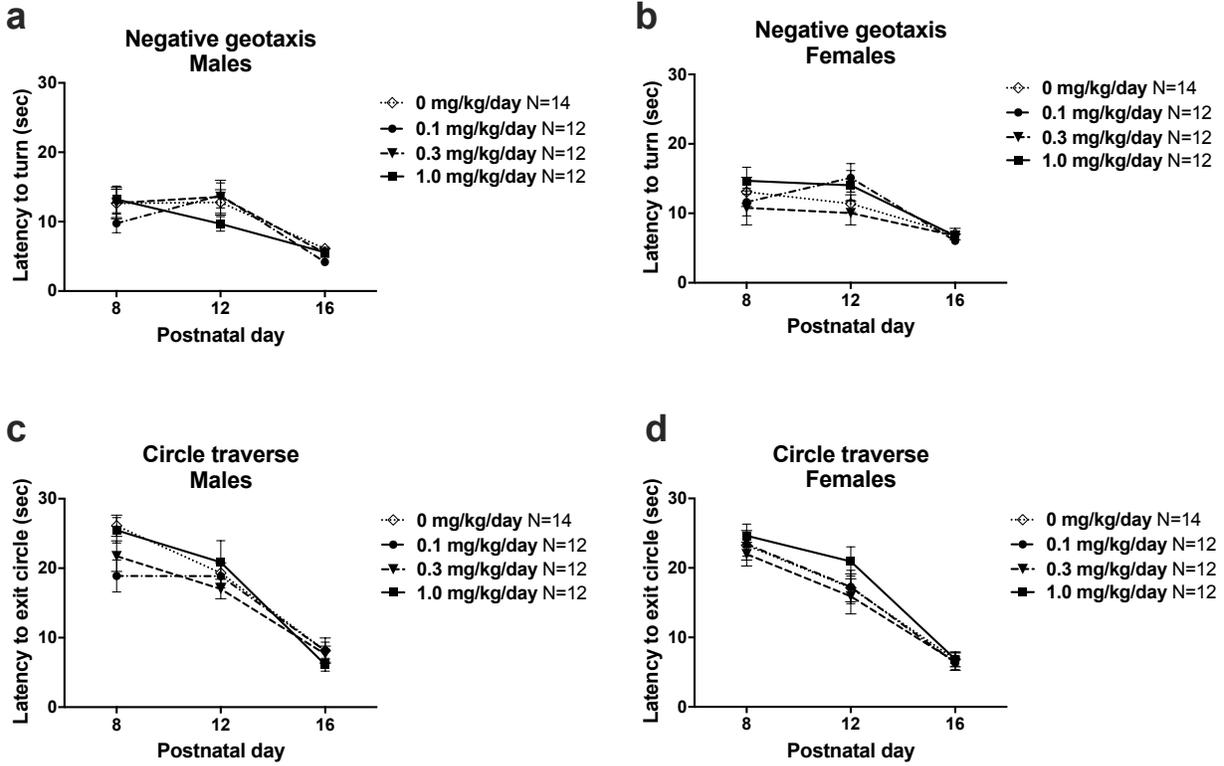 a
Negative geotaxis
Males
Latency to turn (sec)
30
20
10
0
8
12
16
Postnatal day
0 mg/kg/day N=14
0.1 mg/kg/day N=12
0.3 mg/kg/day N=12
1.0 mg/kg/day N=12
b
Negative geotaxis
Females
Latency to turn (sec)
30
20
10
0
8
12
16
Postnatal day
0 mg/kg/day N=14
0.1 mg/kg/day N=12
0.3 mg/kg/day N=12
1.0 mg/kg/day N=12
c
Circle traverse
Males
Latency to exit circle (sec)
30
20
10
0
8
12
16
Postnatal day
0 mg/kg/day N=14
0.1 mg/kg/day N=12
0.3 mg/kg/day N=12
1.0 mg/kg/day N=12
d
Circle traverse
Females
Latency to exit circle (sec)
30
20
10
0
8
12
16
Postnatal day
0 mg/kg/day N=14
0.1 mg/kg/day N=12
0.3 mg/kg/day N=12
1.0 mg/kg/day N=12